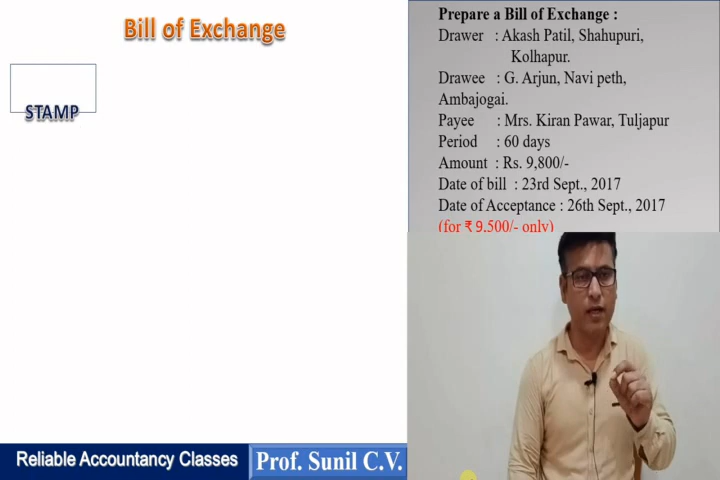 Bill of Exchange
STAMP
Prepare a Bill of Exchange :
Drawer : Akash Patil, Shahupuri,
Kolhapur.
Drawee : G. Arjun, Navi peth,
Ambajogai.
Payee : Mrs. Kiran Pawar, Tuljapur
Period : 60 days
Amount : Rs. 9,800/-
Date of bill : 23rd Sept., 2017
Date of Acceptance : 26th Sept., 2017
(for ₹ 9,500/- only)
Reliable Accountancy Classes
Prof. Sunil C.V.